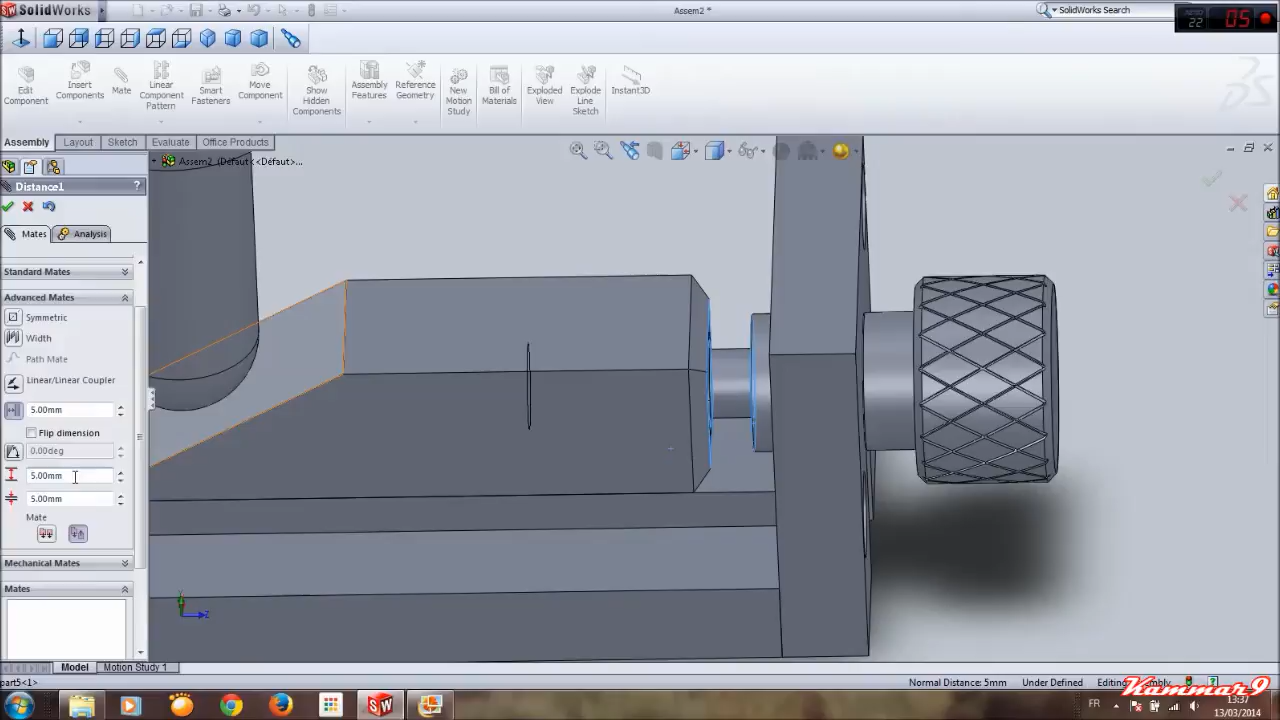 SolidWorks
Assem2 *
SolidWorks Search
22
05
Edit Component
Insert Components
Mate
Linear Component Pattern
Smart Fasteners
Move Component
Show Hidden Components
Assembly Features
Reference Geometry
New Motion Study
Bill of Materials
Exploded View
Explode Line Sketch
Instant3D
Assembly
Layout
Sketch
Evaluate
Office Products
Assem2 (Défaut<<Défaut>...
Distance1
?
Mates
Analysis
Standard Mates
Advanced Mates
Symmetric
Width
Path Mate
Linear/Linear Coupler
5.00mm
Flip dimension
0.00deg
5.00mm
5.00mm
Mate
Mechanical Mates
Mates
Model
Motion Study 1
part5<1>
Normal Distance: 5mm
Under Defined
Kammar9
FR
13:37
13/03/2014